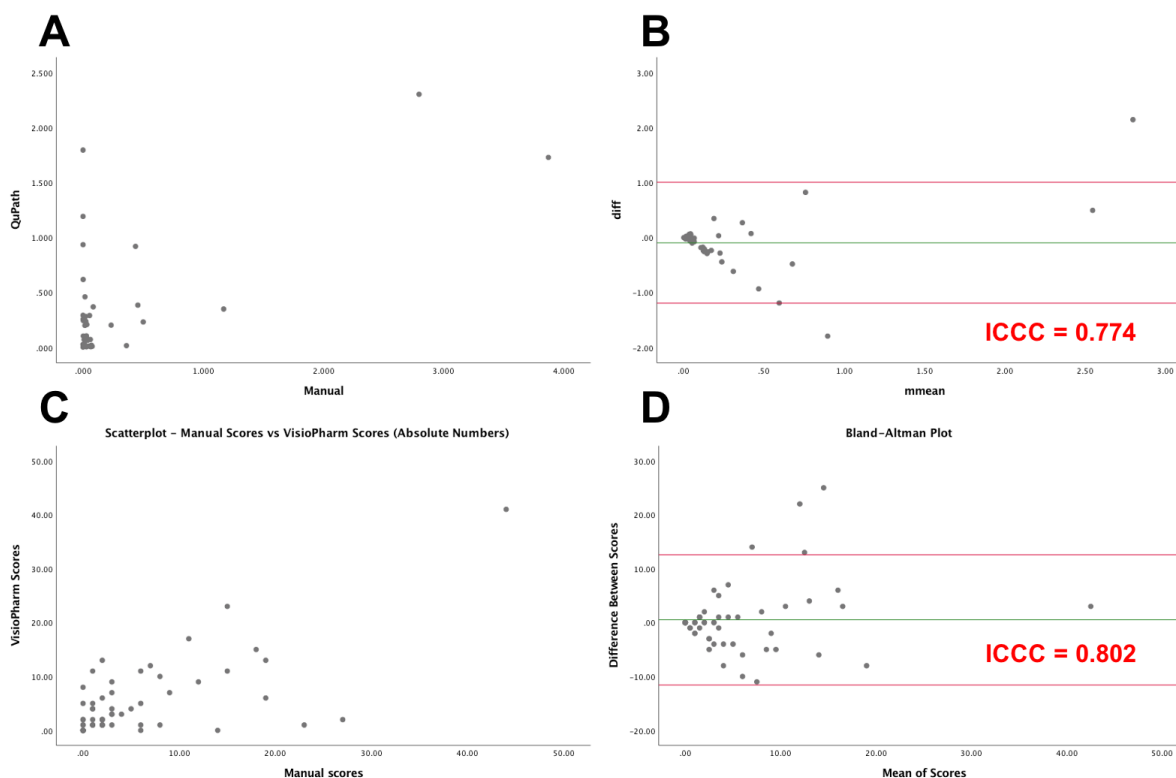 A
2.500
2.000
1.500
1.000
.500
.000
QuPath
.000 1.000 2.000 3.000 4.000
Manual
B
3.00
2.00
1.00
.00
-1.00
-2.00
diff
ICCC = 0.774
.00 .50 1.00 1.50 2.00 2.50 3.00
mmean
C
Scatterplot - Manual Scores vs VisioPharm Scores (Absolute Numbers)
50.00
40.00
30.00
20.00
10.00
.00
VisioPharm Scores
.00 10.00 20.00 30.00 40.00 50.00
Manual scores
D
Bland-Altman Plot
30.00
20.00
10.00
.00
-10.00
-20.00
Difference Between Scores
ICCC = 0.802
.00 10.00 20.00 30.00 40.00 50.00
Mean of Scores